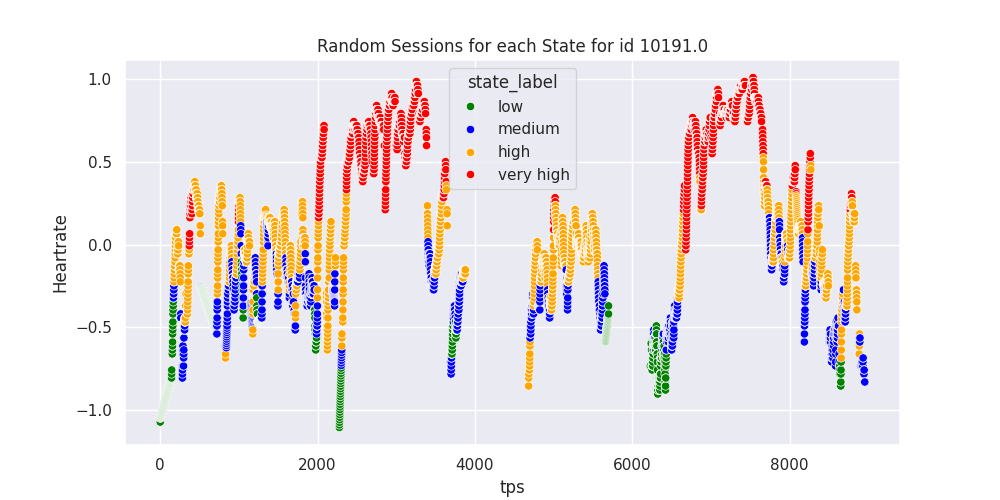 Random Sessions for each State for id 10191.0
state_label
low
medium
high
very high
Heartrate
1.0
0.5
0.0
−0.5
−1.0
0
2000
4000
6000
8000
tps